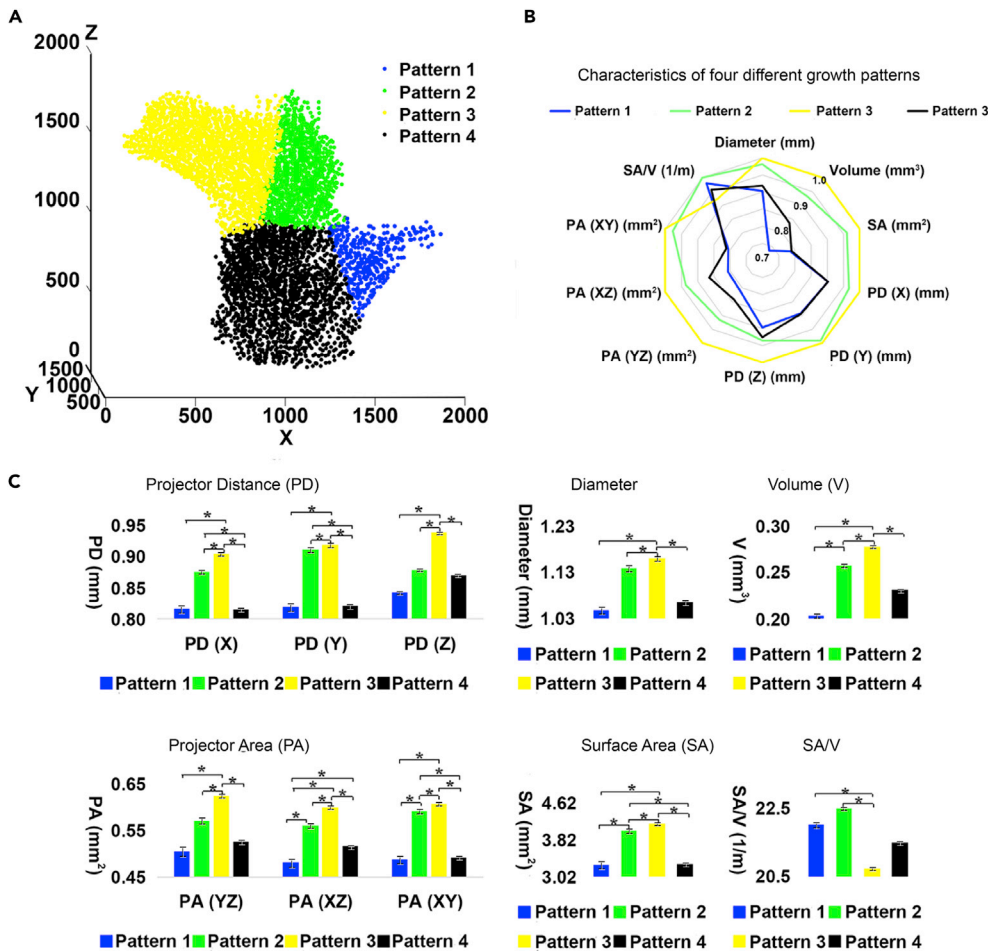 A
Z
2000
1500
1000
500
0
1500
1000
500
Y
0 500 1000 1500 2000
X
Pattern 1
Pattern 2
Pattern 3
Pattern 4
B
Characteristics of four different growth patterns
Pattern 1 Pattern 2 Pattern 3 Pattern 3
Diameter (mm)
SA/V (1/m) Volume (mm³)
1.0
PA (XY) (mm²) 0.9 SA (mm²)
0.8
0.7
PA (XZ) (mm²) PD (X) (mm)
PA (YZ) (mm²) PD (Y) (mm)
PD (Z) (mm)
C
Projector Distance (PD)
PD (mm)
0.95
0.90
0.85
0.80
* * * * * * * * * * *
PD (X) PD (Y) PD (Z)
Pattern 1 Pattern 2 Pattern 3 Pattern 4
Diameter
Diameter (mm)
1.23
1.13
1.03
* * *
Pattern 1 Pattern 2
Pattern 3 Pattern 4
Volume (V)
V (mm³)
0.30
0.26
0.20
* * * *
Pattern 1 Pattern 2
Pattern 3 Pattern 4
Projector Area (PA)
PA (mm²)
0.65
0.55
0.45
* * * * * * * * * * * * *
PA (YZ) PA (XZ) PA (XY)
Pattern 1 Pattern 2 Pattern 3 Pattern 4
Surface Area (SA)
SA (mm²)
4.62
3.82
3.02
* * * * *
Pattern 1 Pattern 2
Pattern 3 Pattern 4
SA/V
SA/V (1/m)
22.5
20.5
* *
Pattern 1 Pattern 2
Pattern 3 Pattern 4